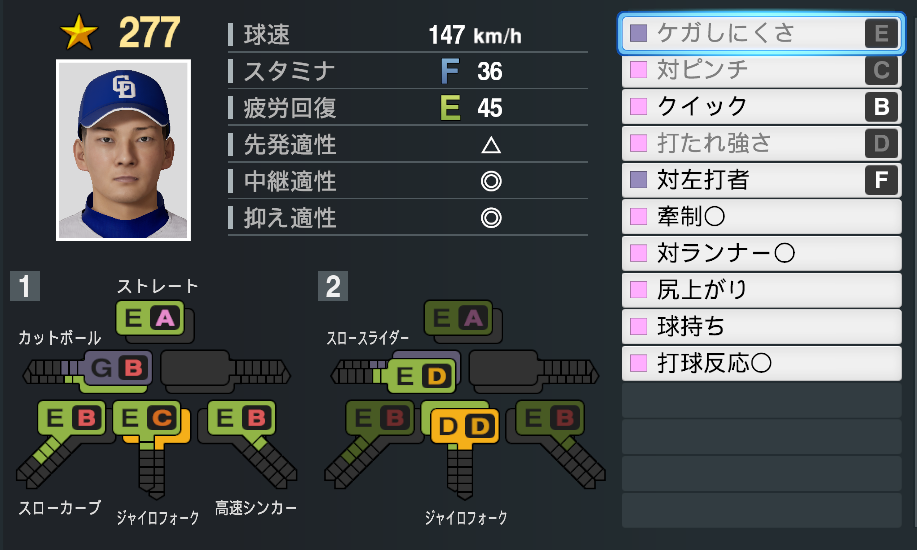 277
球速 147 km/h
スタミナ F 36
疲労回復 E 45
先発適性 △
中継適性 ◎
抑え適性 ◎
CD
1
ストレート
E A
カットボール
G B
E B
E C
E B
スローカーブ
ジャイロフォーク
高速シンカー
2
E A
スロースライダー
E D
E B
D D
E B
ジャイロフォーク
ケガしにくさ E
対ピンチ C
クイック B
打たれ強さ D
対左打者 F
牽制〇
対ランナー〇
尻上がり
球持ち
打球反応〇